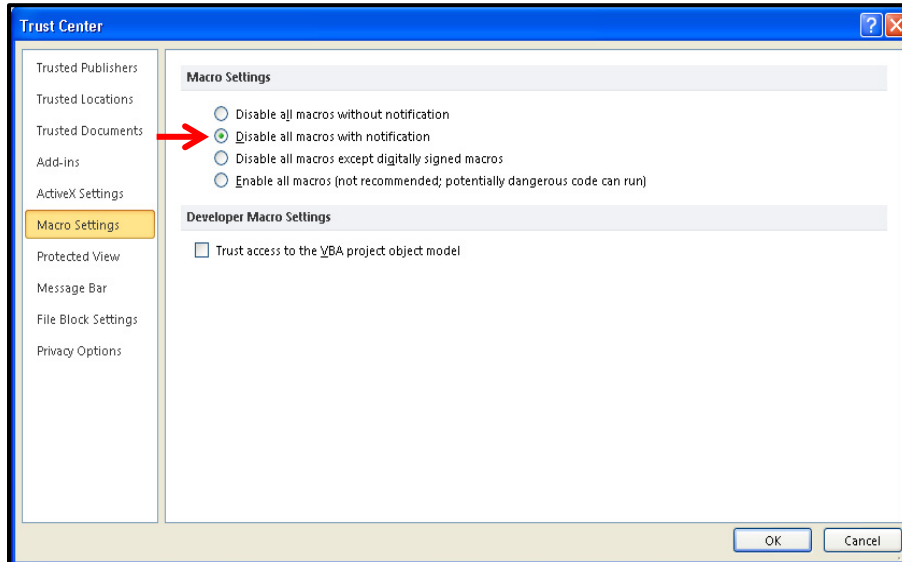 Trust Center
Trusted Publishers
Trusted Locations
Trusted Documents
Add-ins
ActiveX Settings
Macro Settings
Protected View
Message Bar
File Block Settings
Privacy Options
Macro Settings
Disable all macros without notification
Disable all macros with notification
Disable all macros except digitally signed macros
Enable all macros (not recommended; potentially dangerous code can run)
Developer Macro Settings
Trust access to the VBA project object model
OK
Cancel